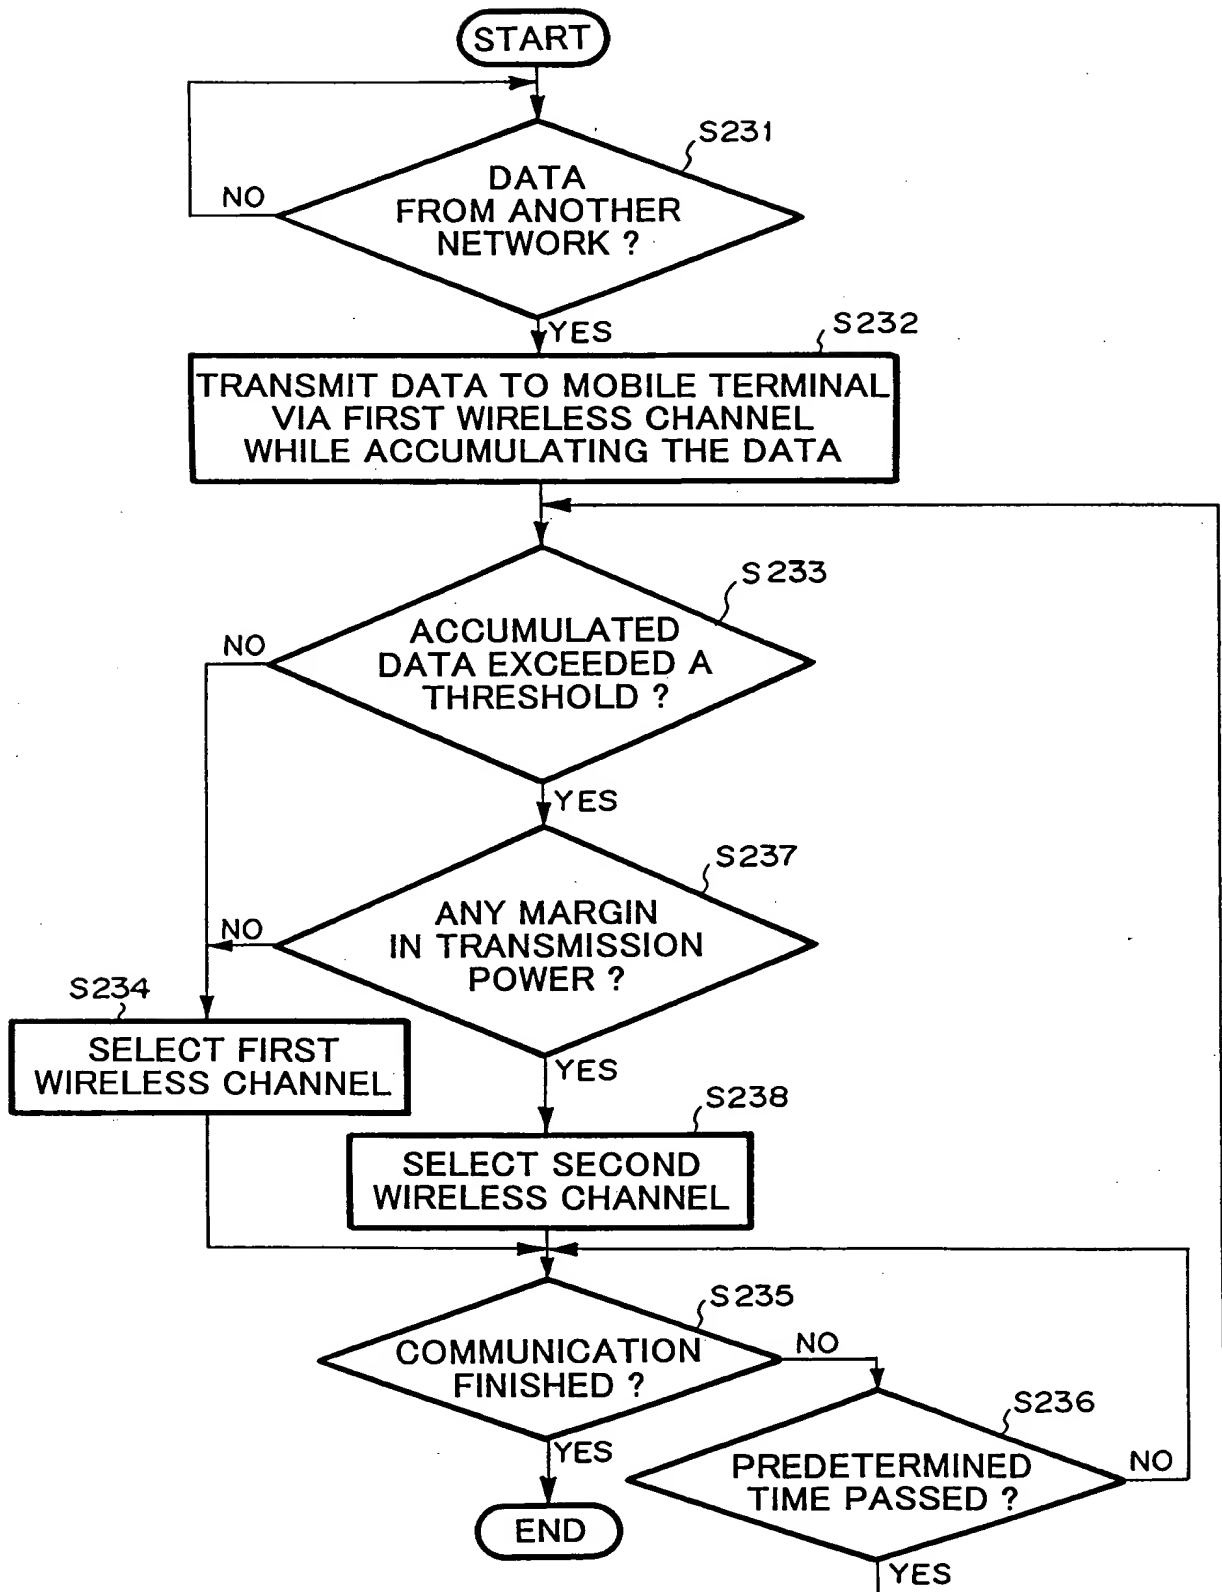 START
S231
DATA
FROM ANOTHER
NETWORK ?
NO
YES
S232
TRANSMIT DATA TO MOBILE TERMINAL
VIA FIRST WIRELESS CHANNEL
WHILE ACCUMULATING THE DATA
S233
ACCUMULATED
DATA EXCEEDED A
THRESHOLD ?
NO
YES
S237
ANY MARGIN
IN TRANSMISSION
POWER ?
NO
YES
S234
SELECT FIRST
WIRELESS CHANNEL
S238
SELECT SECOND
WIRELESS CHANNEL
S235
COMMUNICATION
FINISHED ?
NO
YES
S236
PREDETERMINED
TIME PASSED ?
NO
YES
END